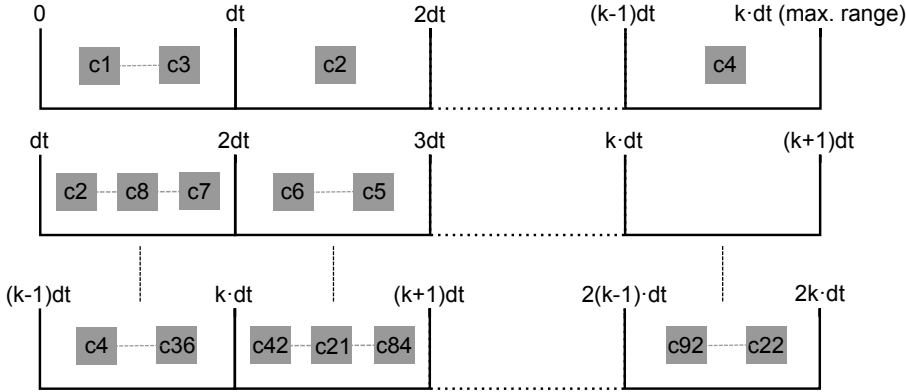 0 dt 2dt (k-1)dt k·dt (max. range)
c1 c3 c2 c4
dt 2dt 3dt k·dt (k+1)dt
c2 c8 c7 c6 c5
(k-1)dt k·dt (k+1)dt 2(k-1)·dt 2k·dt
c4 c36 c42 c21 c84 c92 c22